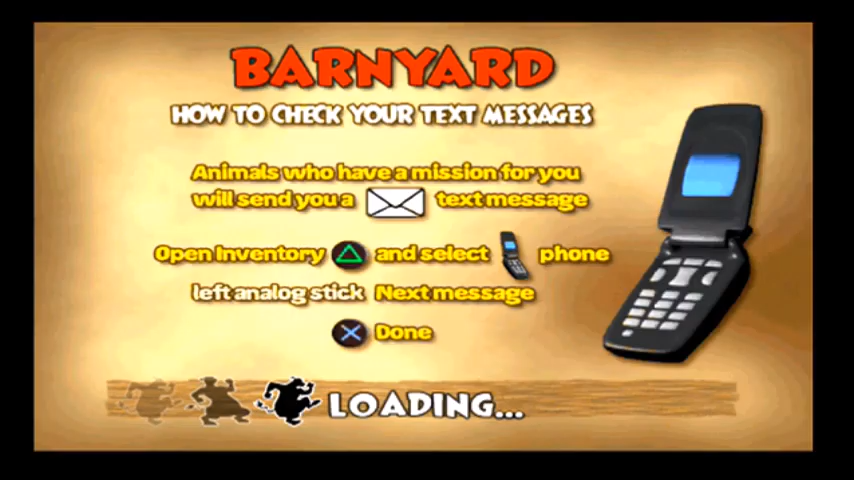 BARNYARD
HOW TO CHECK YOUR TEXT MESSAGES
Animals who have a mission for you
will send you a text message
Open Inventory and select phone
left analog stick Next message
Done
LOADING...